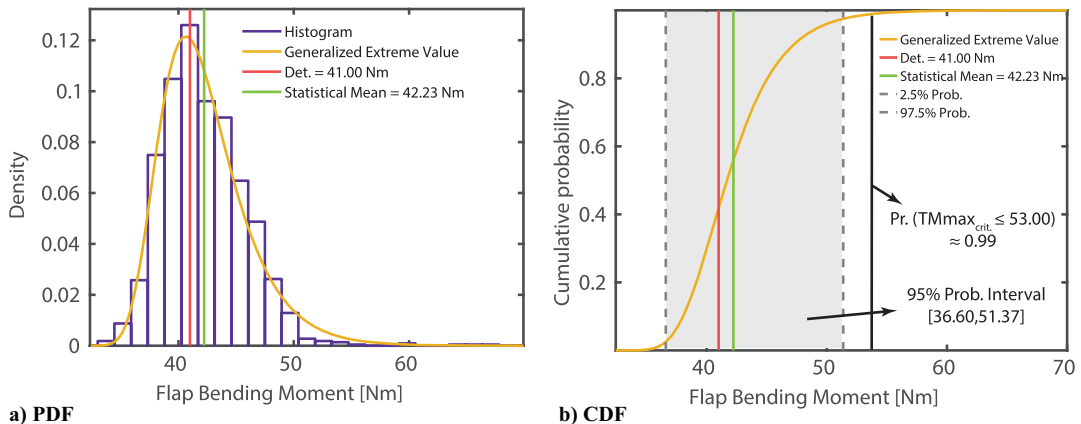 0.12
0.1
0.08
0.06
0.04
0.02
0
Density
Histogram
Generalized Extreme Value
Det. = 41.00 Nm
Statistical Mean = 42.23 Nm
40
50
60
Flap Bending Moment [Nm]
a) PDF
0.8
0.6
0.4
0.2
Cumulative probability
Generalized Extreme Value
Det. = 41.00 Nm
Statistical Mean = 42.23 Nm
2.5% Prob.
97.5% Prob.
Pr. (TMmax crit. ≤ 53.00)
≈ 0.99
95% Prob. Interval
[36.60,51.37]
40
50
60
70
Flap Bending Moment [Nm]
b) CDF